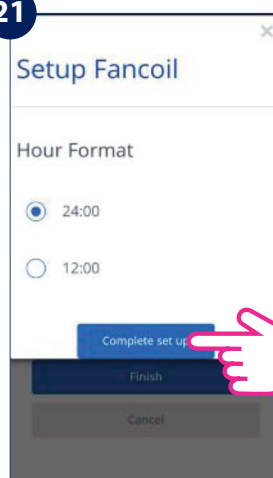 21
×
Setup Fancoil
Hour Format
24:00
12:00
Complete set up
Finish
Cancel